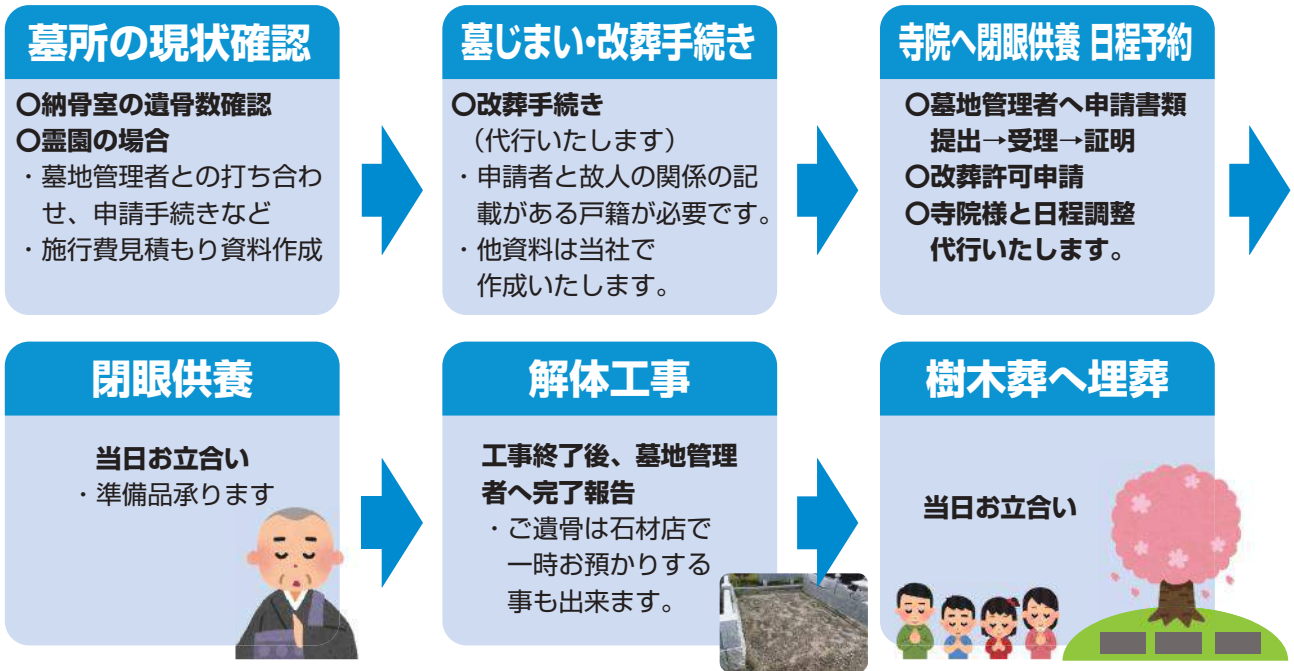 墓所の現状確認
〇納骨室の遺骨数確認
〇霊園の場合
・墓地管理者との打ち合わ
せ、申請手続きなど
・施行費見積もり資料作成
墓じまい・改葬手続き
〇改葬手続き
（代行いたします）
・申請者と故人の関係の記
載がある戸籍が必要です。
・他資料は当社で
作成いたします。
寺院へ閉眼供養 日程予約
〇墓地管理者へ申請書類
提出→受理→証明
〇改葬許可申請
〇寺院様と日程調整
代行いたします。
閉眼供養
当日お立合い
・準備品承ります
解体工事
工事終了後、墓地管理
者へ完了報告
・ご遺骨は石材店で
一時お預かりする
事も出来ます。
樹木葬へ埋葬
当日お立合い